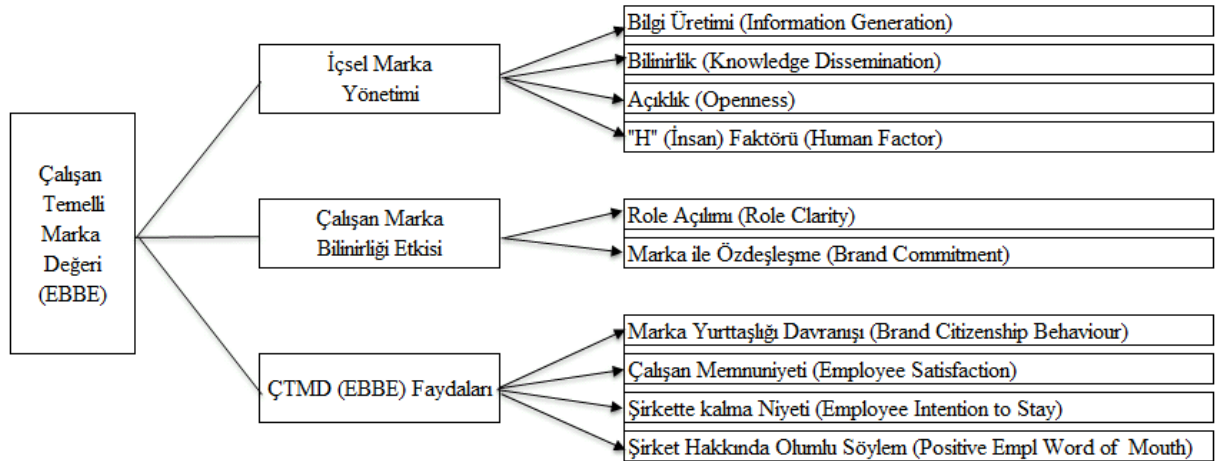 Çalışan
Temelli
Marka
Değeri
(EBBE)
İçsel Marka
Yönetimi
Bilgi Üretimi (Information Generation)
Bilinirlik (Knowledge Dissemination)
Açıklık (Openness)
"H" (İnsan) Faktörü (Human Factor)
Çalışan Marka
Bilinirliği Etkisi
Role Açılımı (Role Clarity)
Marka ile Özdeşleşme (Brand Commitment)
ÇTMD (EBBE) Faydaları
Marka Yurttaşlığı Davranışı (Brand Citizenship Behaviour)
Çalışan Memnuniyeti (Employee Satisfaction)
Şirkette kalma Niyeti (Employee Intention to Stay)
Şirket Hakkında Olumlu Söylem (Positive Empl Word of Mouth)